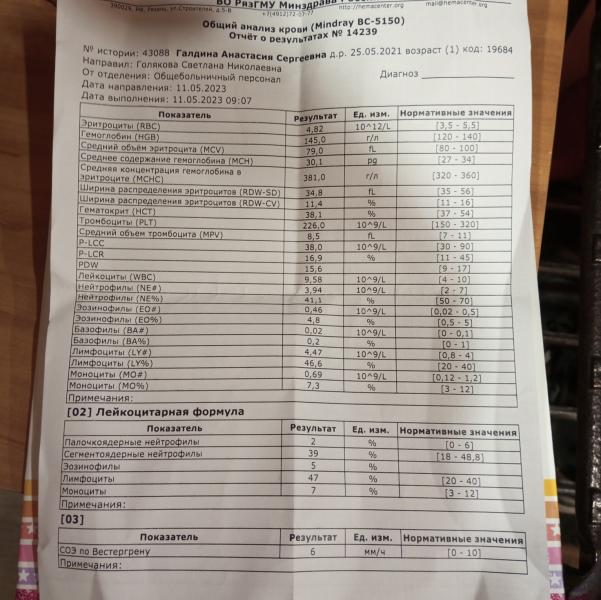 ВО РязГМУ Минздрава
390029, Рф, Рязань, ул.Строителей, д.5-В
+7(4912)72-07-77
http://hemacenter.org
mail@hemacenter.org
Общий анализ крови (Mindray BC-5150)
Отчёт о результатах № 14239
№ истории: 43088 Галдина Анастасия Сергеевна д.р. 25.05.2021 возраст (1) код: 19684
Направил: Голякова Светлана Николаевна
От отделения: Общебольничный персонал
Диагноз
Дата направления: 11.05.2023
Дата выполнения: 11.05.2023 09:07
Показатель Результат Ед. изм. Нормативные значения
Эритроциты (RBC) 4,82 10^12/L [3,5 - 5,5]
Гемоглобин (HGB) 145,0 г/л [120 - 140]
Средний объём эритроцита (MCV) 79,0 fL [80 - 100]
Среднее содержание гемоглобина (MCH) 30,1 pg [27 - 34]
Средняя концентрация гемоглобина в
эритроците (MCHC) 381,0 г/л [320 - 360]
Ширина распределения эритроцитов (RDW-SD) 34,8 fL [35 - 56]
Ширина распределения эритроцитов (RDW-CV) 11,4 % [11 - 16]
Гематокрит (HCT) 38,1 % [37 - 54]
Тромбоциты (PLT) 226,0 10^9/L [150 - 320]
Средний объем тромбоцита (MPV) 8,5 fL [7 - 11]
P-LCC 38,0 10^9/L [30 - 90]
P-LCR 16,9 % [11 - 45]
PDW 15,6 [9 - 17]
Лейкоциты (WBC) 9,58 10^9/L [4 - 10]
Нейтрофилы (NE#) 3,94 10^9/L [2 - 7]
Нейтрофилы (NE%) 41,1 % [50 - 70]
Эозинофилы (EO#) 0,46 10^9/L [0,02 - 0,5]
Эозинофилы (EO%) 4,8 % [0,5 - 5]
Базофилы (BA#) 0,02 10^9/L [0 - 0,1]
Базофилы (BA%) 0,2 % [0 - 1]
Лимфоциты (LY#) 4,47 10^9/L [0,8 - 4]
Лимфоциты (LY%) 46,6 % [20 - 40]
Моноциты (MO#) 0,69 10^9/L [0,12 - 1,2]
Моноциты (MO%) 7,3 % [3 - 12]
Примечания:
[02] Лейкоцитарная формула
Показатель Результат Ед. изм. Нормативные значения
Палочкоядерные нейтрофилы 2 % [0 - 6]
Сегментоядерные нейтрофилы 39 % [18 - 48,8]
Эозинофилы 5 %
Лимфоциты 47 % [20 - 40]
Моноциты 7 % [3 - 12]
Примечания:
[03]
Показатель Результат Ед. изм. Нормативные значения
СОЭ по Вестергрену 6 мм/ч [0 - 10]
Примечания: